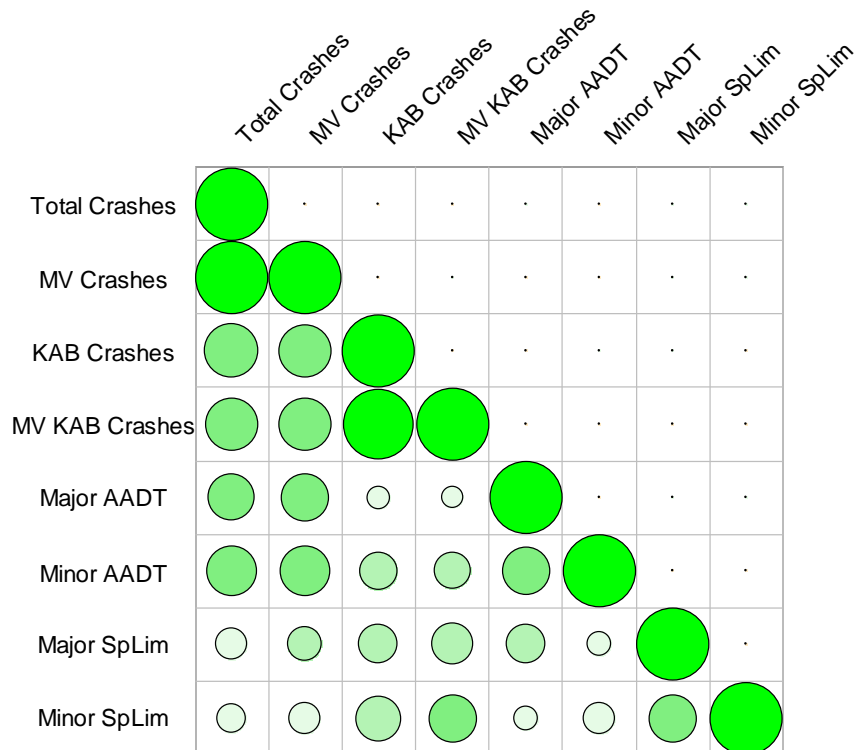 Total Crashes
MV Crashes
KAB Crashes
MV KAB Crashes
Major AADT
Minor AADT
Major SpLim
Minor SpLim
Total Crashes
MV Crashes
KAB Crashes
MV KAB Crashes
Major AADT
Minor AADT
Major SpLim
Minor SpLim